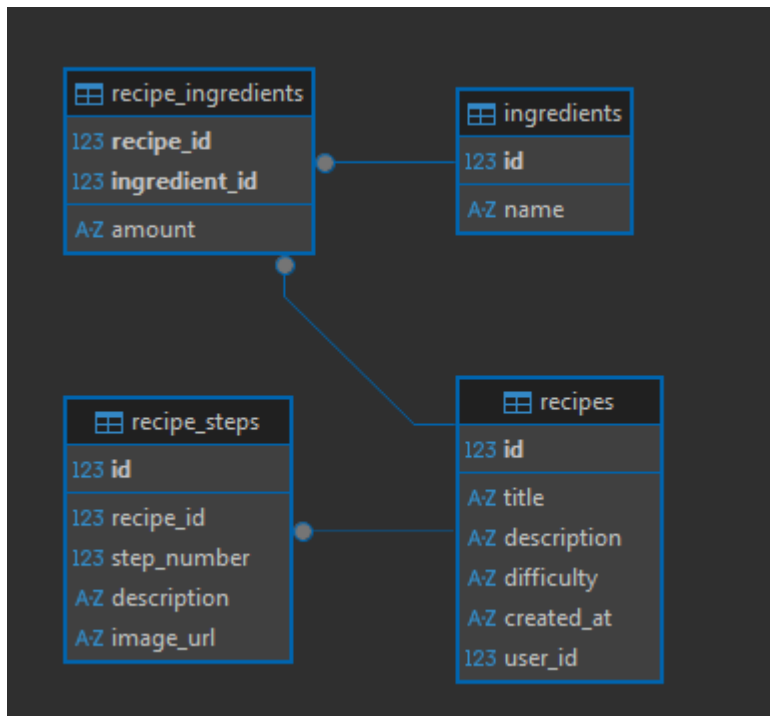 recipe_ingredients
123 recipe_id
123 ingredient_id
A-Z amount
ingredients
123 id
A-Z name
recipe_steps
123 id
123 recipe_id
123 step_number
A-Z description
A-Z image_url
recipes
123 id
A-Z title
A-Z description
A-Z difficulty
A-Z created_at
123 user_id